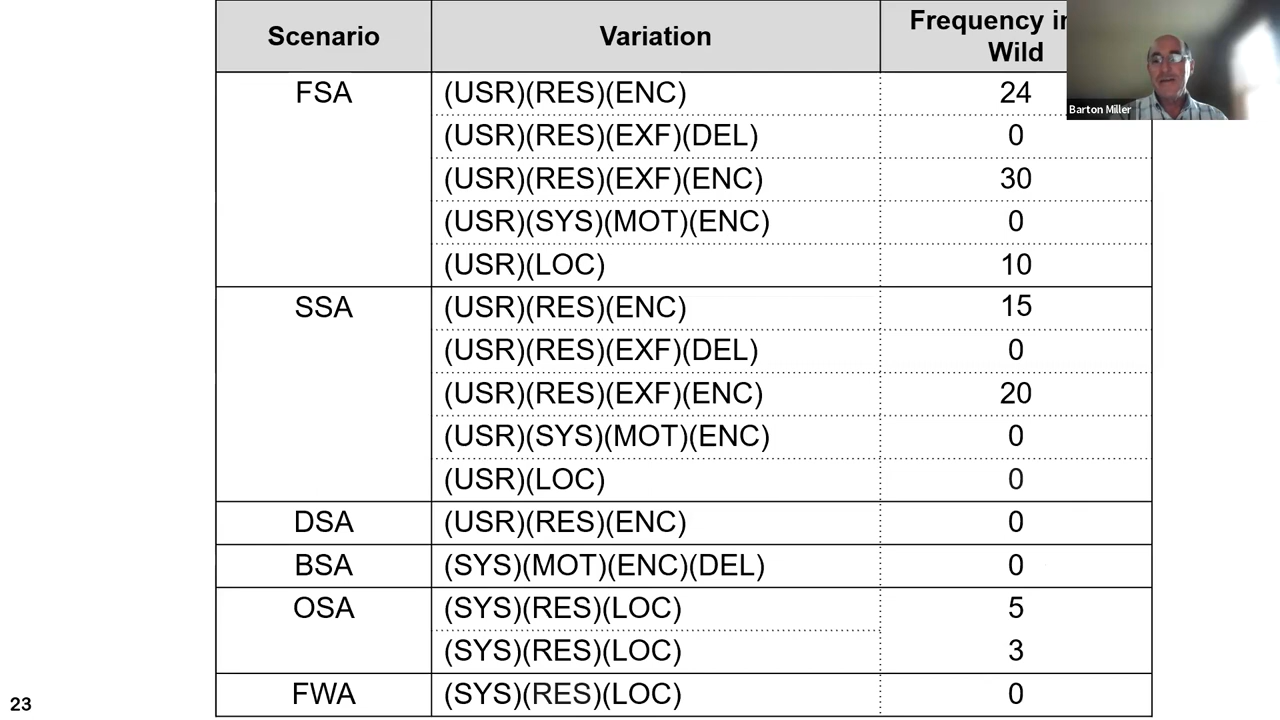 Scenario Variation Frequency
Wild
FSA (USR)(RES)(ENC) 24
Barton Miller
(USR)(RES)(EXF)(DEL) 0
(USR)(RES)(EXF)(ENC) 30
(USR)(SYS)(MOT)(ENC) 0
(USR)(LOC) 10
SSA (USR)(RES)(ENC) 15
(USR)(RES)(EXF)(DEL) 0
(USR)(RES)(EXF)(ENC) 20
(USR)(SYS)(MOT)(ENC) 0
(USR)(LOC) 0
DSA (USR)(RES)(ENC) 0
BSA (SYS)(MOT)(ENC)(DEL) 0
OSA (SYS)(RES)(LOC) 5
(SYS)(RES)(LOC) 3
FWA (SYS)(RES)(LOC) 0
23